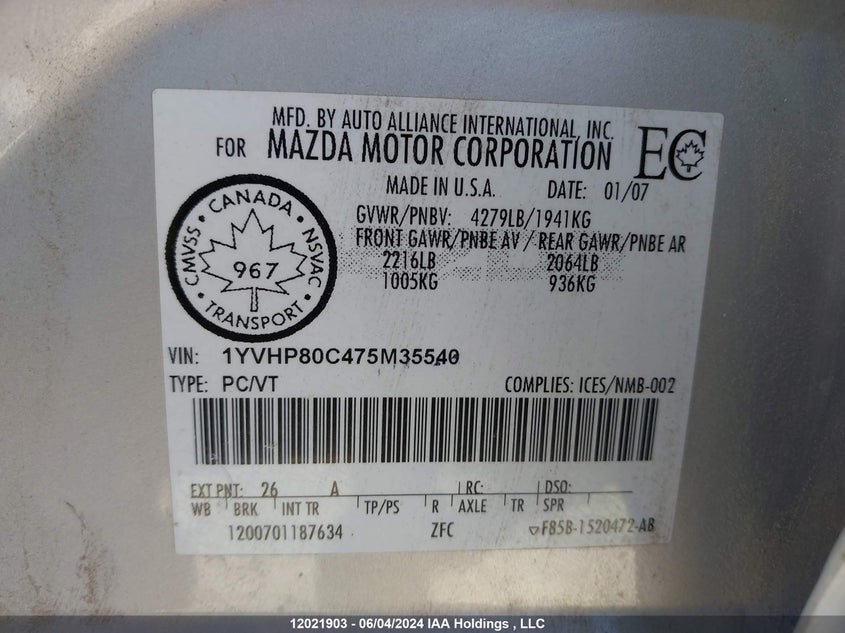 MFD. BY AUTO ALLIANCE INTERNATIONAL, INC.
FOR MAZDA MOTOR CORPORATION EC
MADE IN U.S.A. DATE: 01/07
GVWR/PNBV: 4279LB/1941KG
FRONT GAWR/PNBE AV / REAR GAWR/PNBE AR
2216LB 2064LB
1005KG 936KG
CANADA
CMVSS 967 NSVAC
TRANSPORT
VIN: 1YVHP80C475M35540
TYPE: PC/VT COMPLIES: ICES/NMB-002
EXT PNT: 26 A RC: DSO:
WB BRK INT TR TP/PS R AXLE TR SPR
1200701187634 ZFC F85B-1520472-AB
12021903 - 06/04/2024 IAA Holdings , LLC